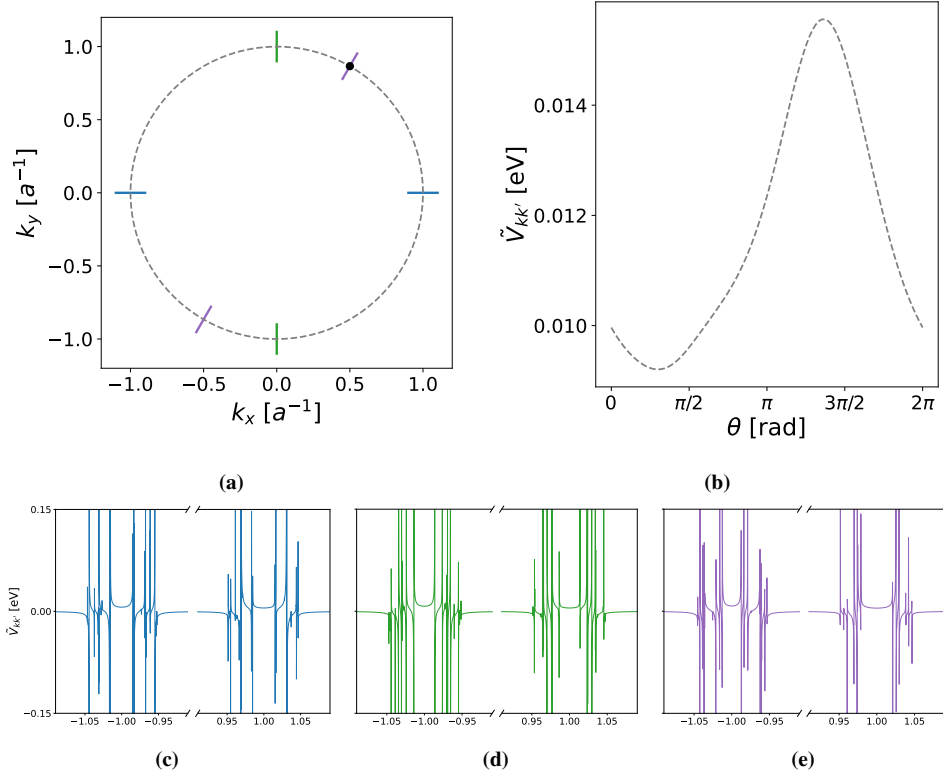 1.0
0.5
0.0
−0.5
−1.0
k_y [a^{-1}]
−1.0 −0.5 0.0 0.5 1.0
k_x [a^{-1}]
(a)
0.014
0.012
0.010
Ṽ_{kk'} [eV]
0 π/2 π 3π/2 2π
θ [rad]
(b)
0.15
0.00
−0.15
Ṽ_{kk'} [eV]
−1.05 −1.00 −0.95 0.95 1.00 1.05
(c)
−1.05 −1.00 −0.95 0.95 1.00 1.05
(d)
−1.05 −1.00 −0.95 0.95 1.00 1.05
(e)